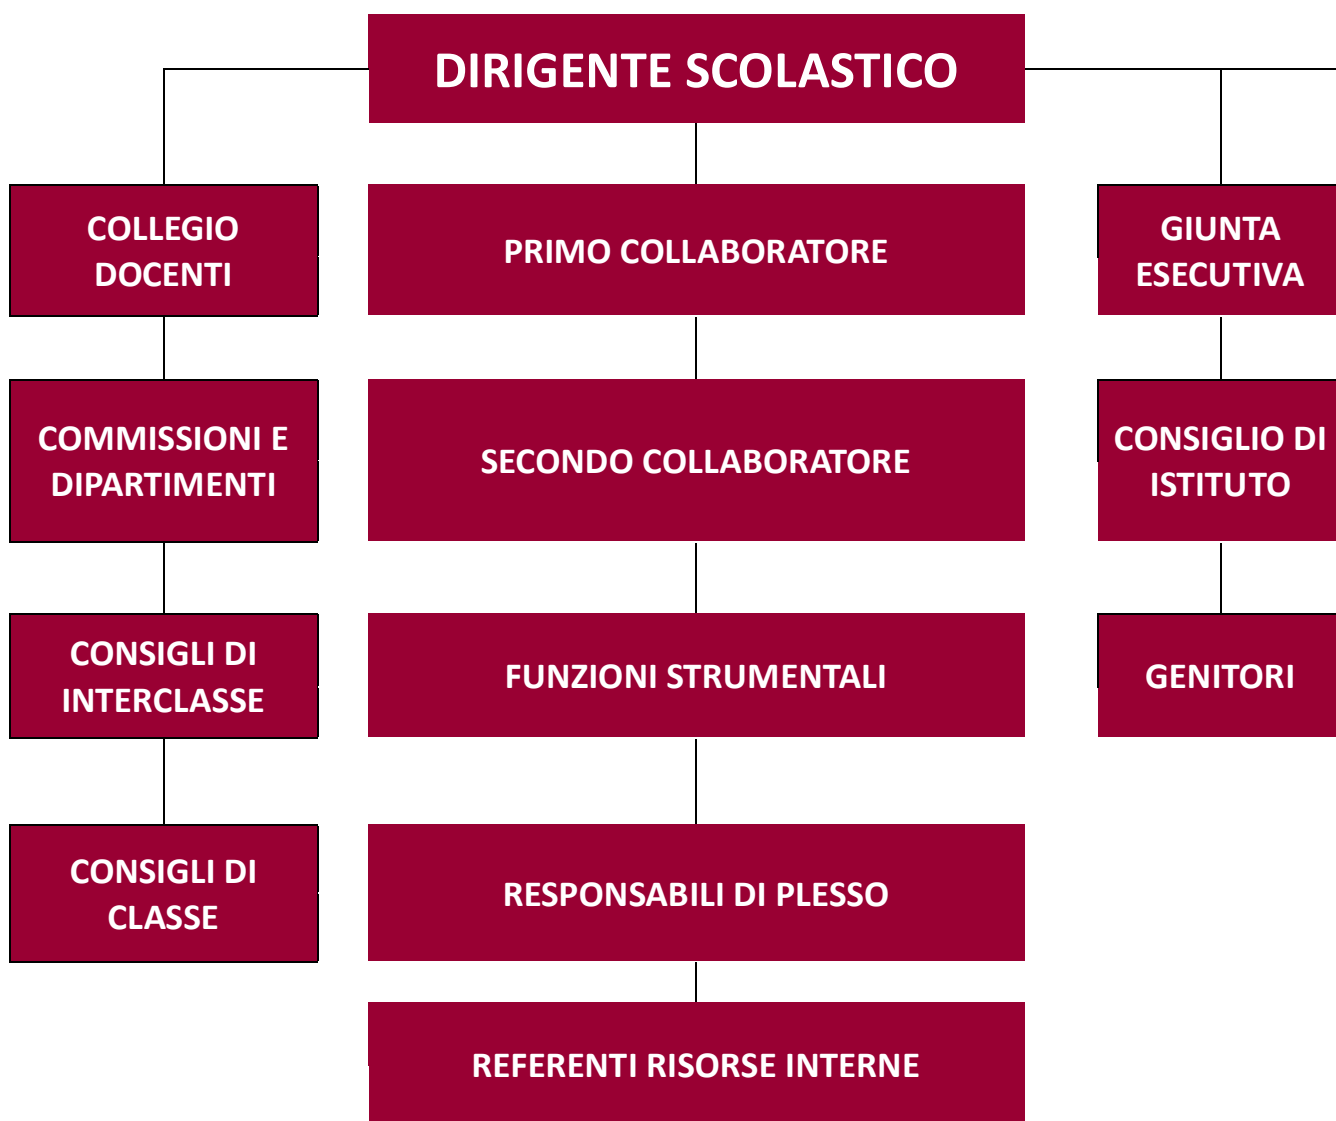 DIRIGENTE SCOLASTICO
COLLEGIO
DOCENTI
PRIMO COLLABORATORE
GIUNTA
ESECUTIVA
COMMISSIONI E
DIPARTIMENTI
SECONDO COLLABORATORE
CONSIGLIO DI
ISTITUTO
CONSIGLI DI
INTERCLASSE
FUNZIONI STRUMENTALI
GENITORI
CONSIGLI DI
CLASSE
RESPONSABILI DI PLESSO
REFERENTI RISORSE INTERNE